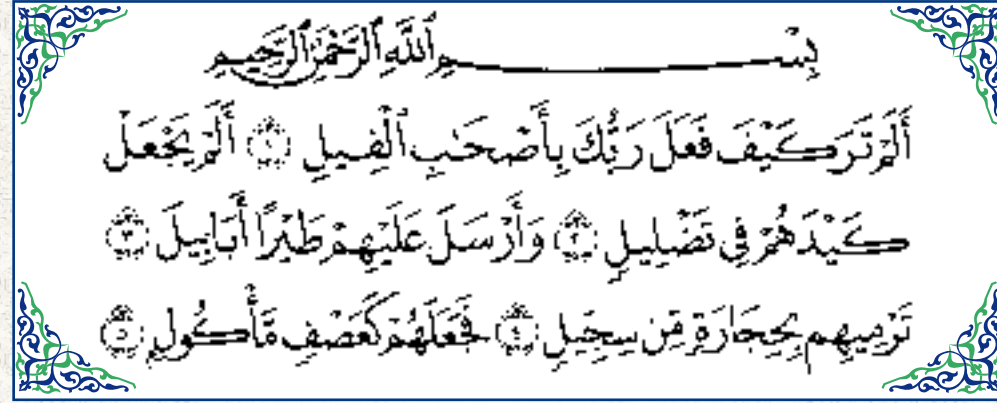 بِسْمِ ٱللَّهِ ٱلرَّحْمَٰنِ ٱلرَّحِيمِ
أَلَمْ تَرَ كَيْفَ فَعَلَ رَبُّكَ بِأَصْحَٰبِ ٱلْفِيلِ ١ أَلَمْ يَجْعَلْ
كَيْدَهُمْ فِى تَضْلِيلٍ ٢ وَأَرْسَلَ عَلَيْهِمْ طَيْرًا أَبَابِيلَ ٣
تَرْمِيهِم بِحِجَارَةٍ مِّن سِجِّيلٍ ٤ فَجَعَلَهُمْ كَعَصْفٍ مَّأْكُولٍ ٥